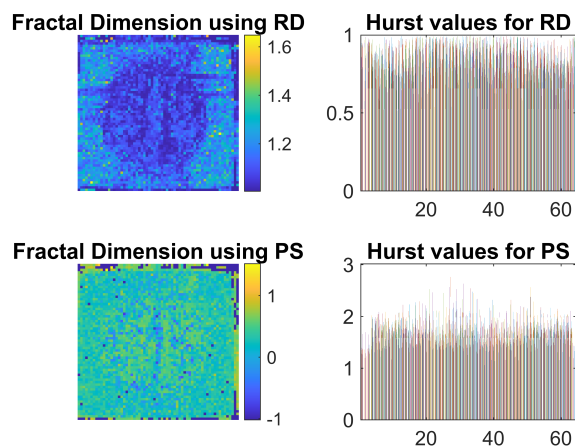 Fractal Dimension using RD
1.6
1.4
1.2
Hurst values for RD
1
0.5
0
20 40 60
Fractal Dimension using PS
1
0
-1
Hurst values for PS
3
2
1
0
20 40 60